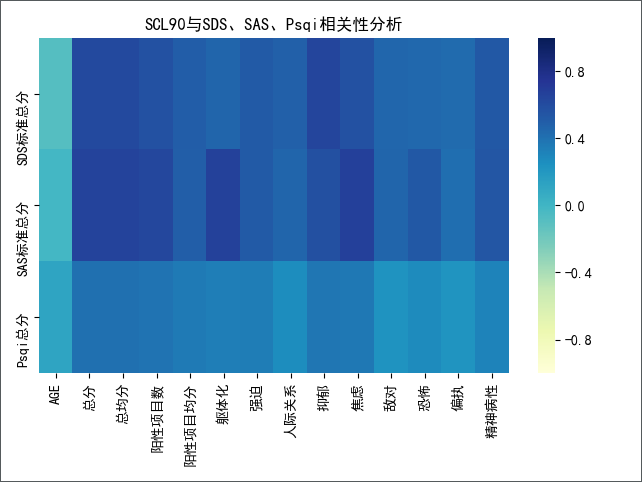 SCL90与SDS、SAS、Psqi相关性分析
SDS标准总分
SAS标准总分
Psqi总分
AGE
总分
总均分
阳性项目数
阳性项目均分
躯体化
强迫
人际关系
抑郁
焦虑
敌对
恐怖
偏执
精神病性
0.8
0.4
0.0
−0.4
−0.8